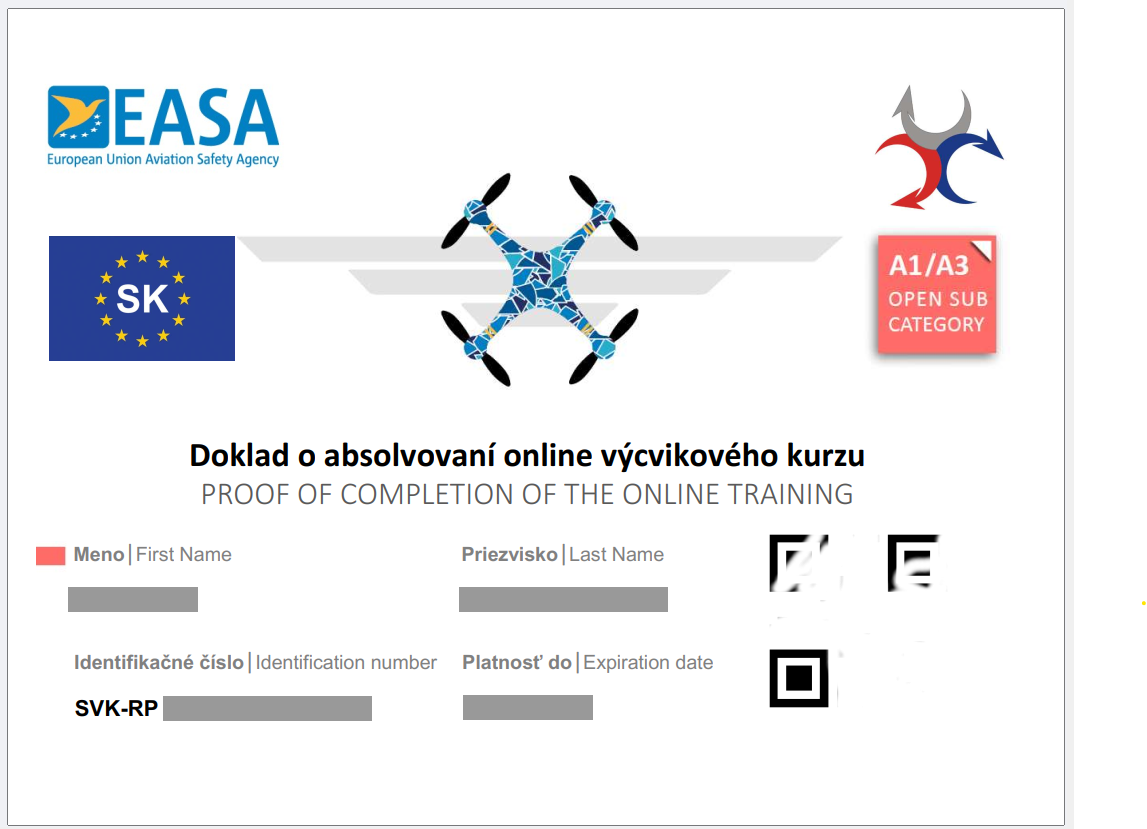 EASA
European Union Aviation Safety Agency
SK
A1/A3
OPEN SUB
CATEGORY
Doklad o absolvovaní online výcvikového kurzu
PROOF OF COMPLETION OF THE ONLINE TRAINING
Meno|First Name
Priezvisko|Last Name
Identifikačné číslo|Identification number
Platnosť do|Expiration date
SVK-RP